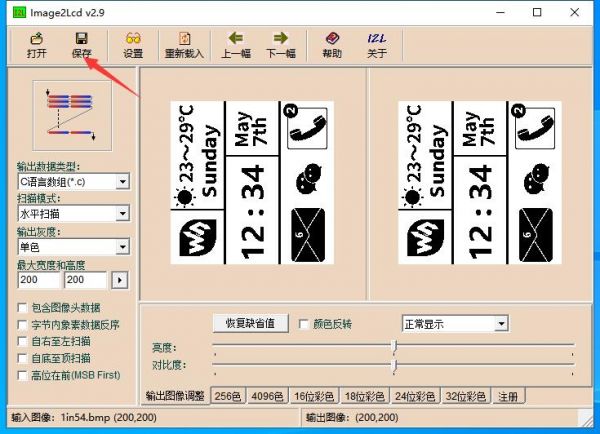 Image2Lcd v2.9
打开 保存 设置 重新载入 上一幅 下一幅 帮助 关于
I2L
输出数据类型:
C语言数组(*.c)
扫描模式:
水平扫描
输出灰度:
单色
最大宽度和高度
200 200
包含图像头数据
字节内象素数据反序
自右至左扫描
自底至顶扫描
高位在前(MSB First)
23~29°C
Sunday
May
7th
12:34
2
6
23~29°C
Sunday
May
7th
12:34
2
6
恢复缺省值 颜色反转 正常显示
亮度:
对比度:
输出图像调整 256色 4096色 16位彩色 18位彩色 24位彩色 32位彩色 注册
输入图像: 1in54.bmp (200,200) 输出图像: (200,200)